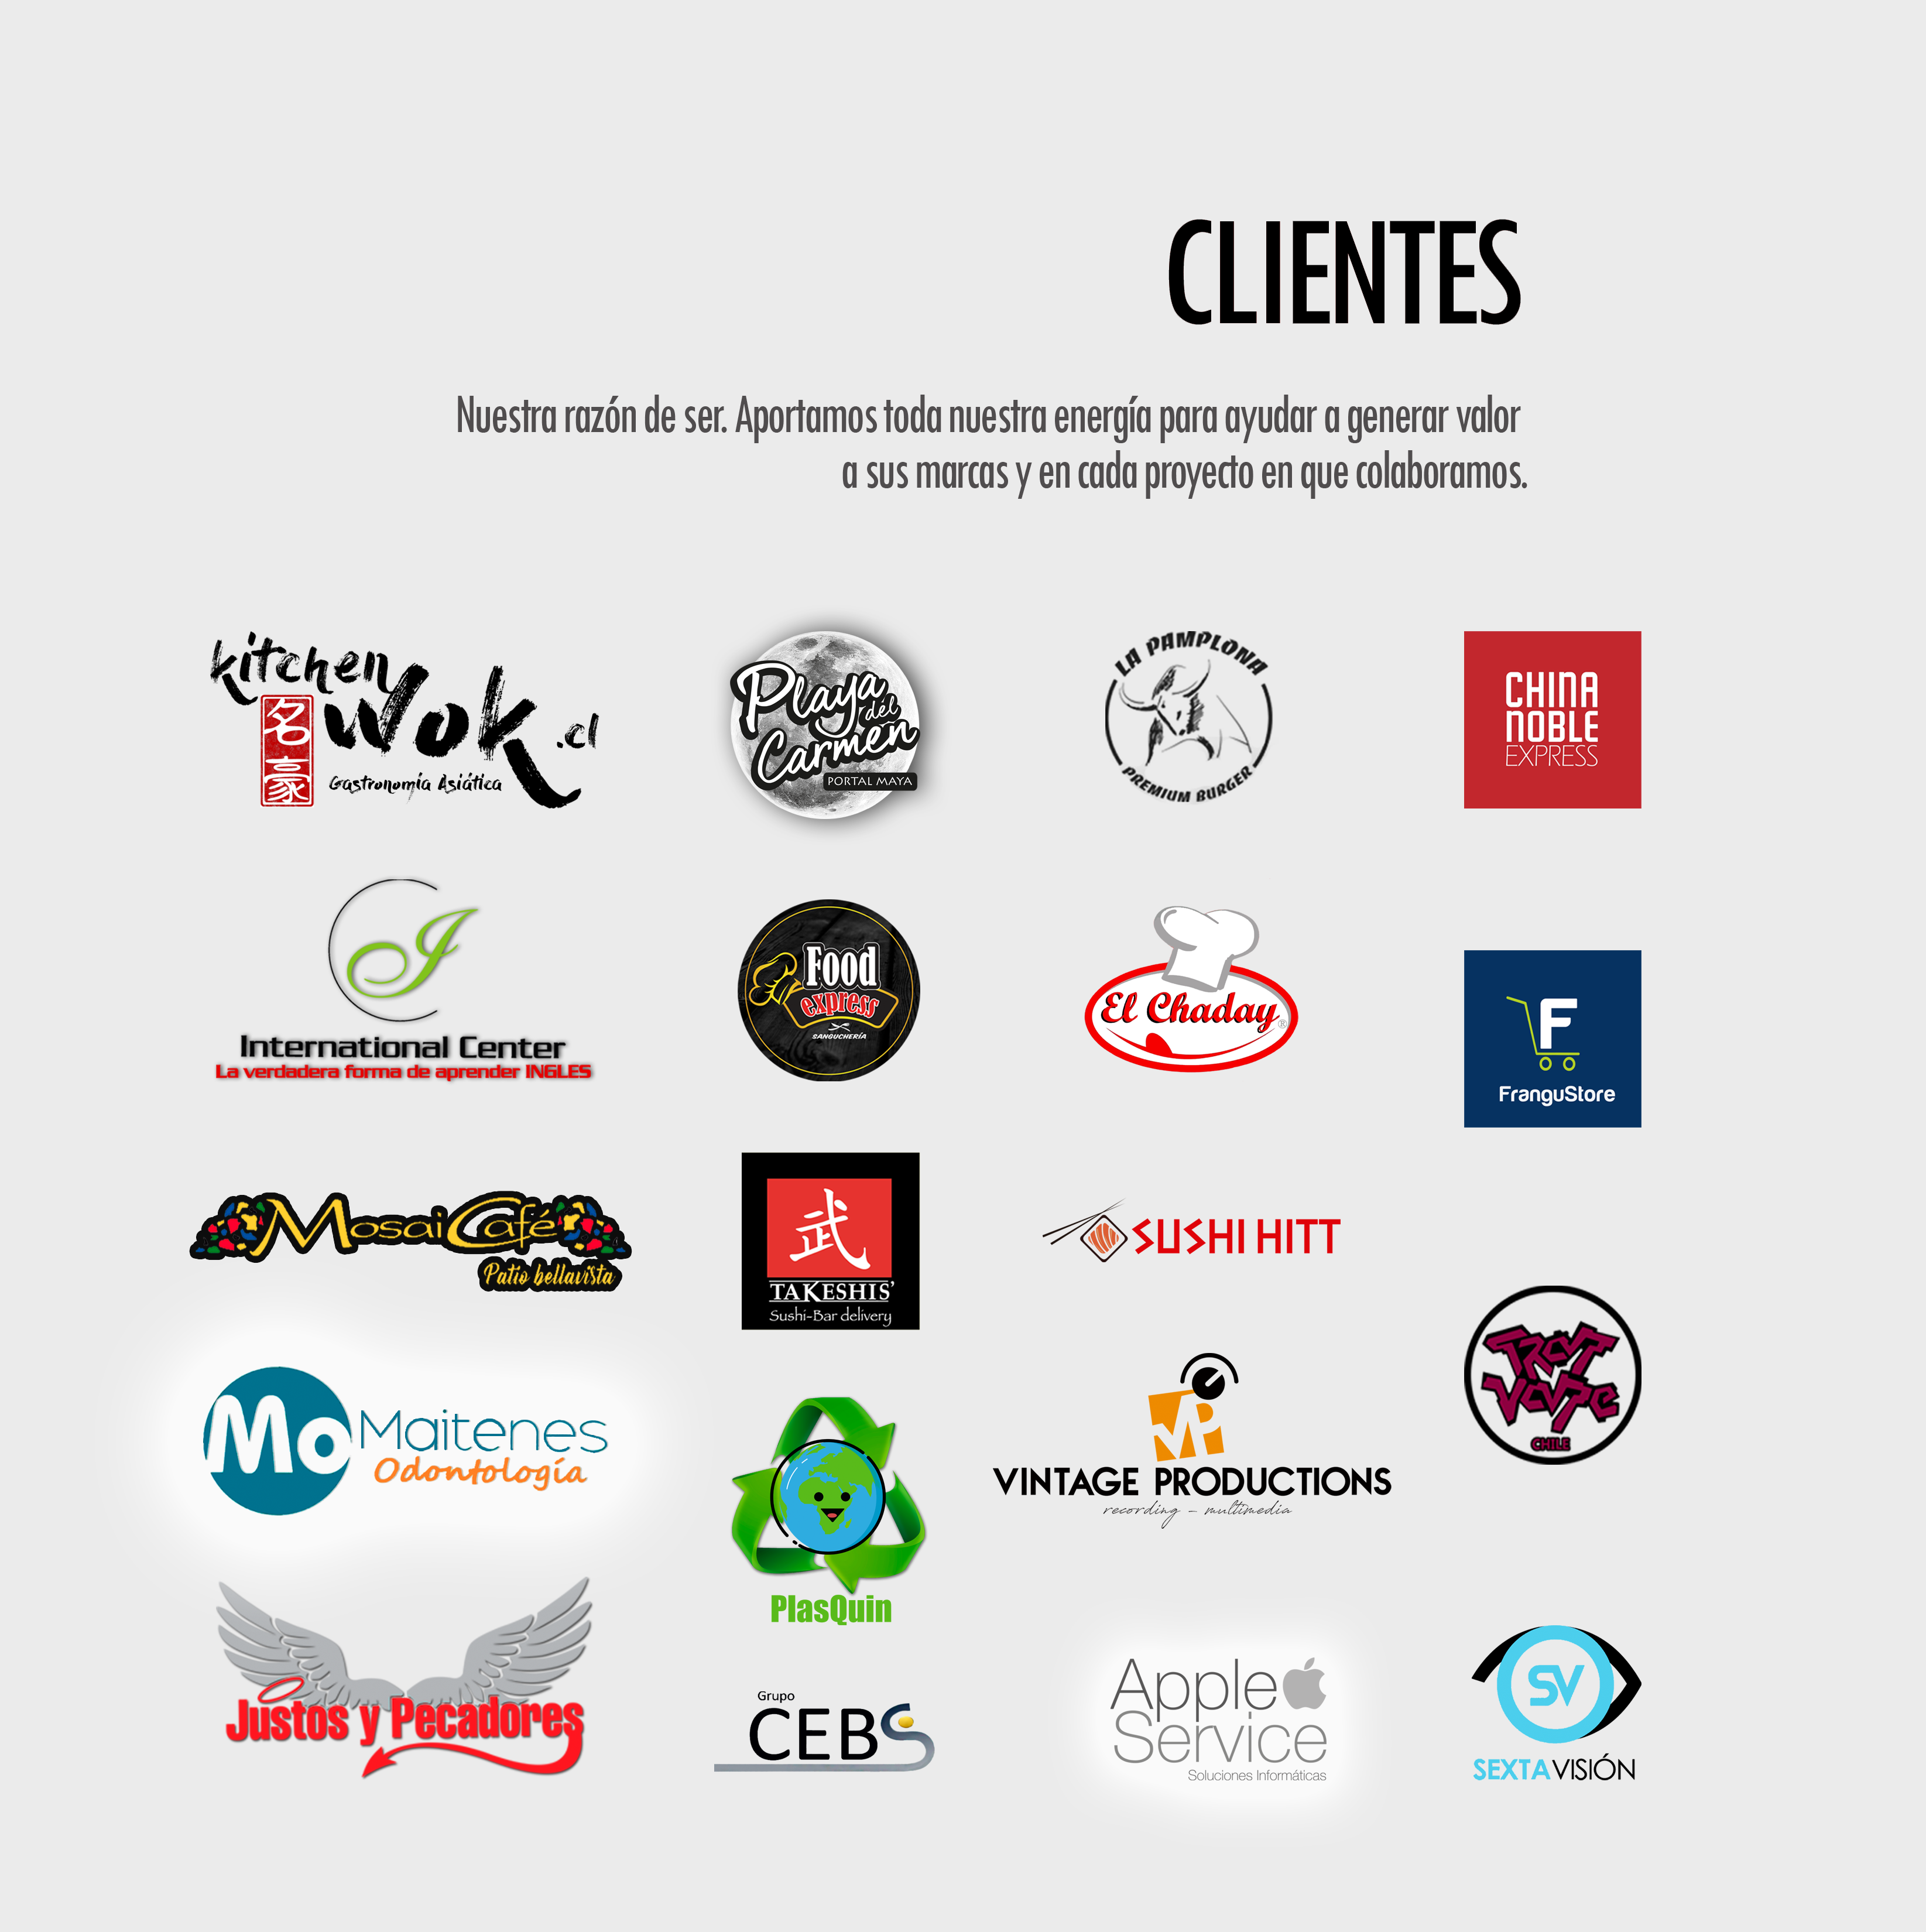 CLIENTES
Nuestra razón de ser. Aportamos toda nuestra energía para ayudar a generar valor
a sus marcas y en cada proyecto en que colaboramos.
kitchen
wok.cl
名豪
Gastronomía Asiática
Playa
del
Carmen
PORTAL MAYA
LA PAMPLONA
PREMIUM BURGER
CHINA
NOBLE
EXPRESS
I
International Center
La verdadera forma de aprender INGLES
Food
express
SANGUCHERÍA
El Chaday®
F
FranguStore
MosaiCafé
Patio bellavista
武
TAKESHIS'
Sushi-Bar delivery
SUSHI HITT
TRAP
VAPE
CHILE
Mo Maitenes
Odontología
PlasQuin
VP
VINTAGE PRODUCTIONS
recording - multimedia
Justos y Pecadores
Grupo
CEBS
Apple
Service
Soluciones Informáticas
SV
SEXTAVISIÓN